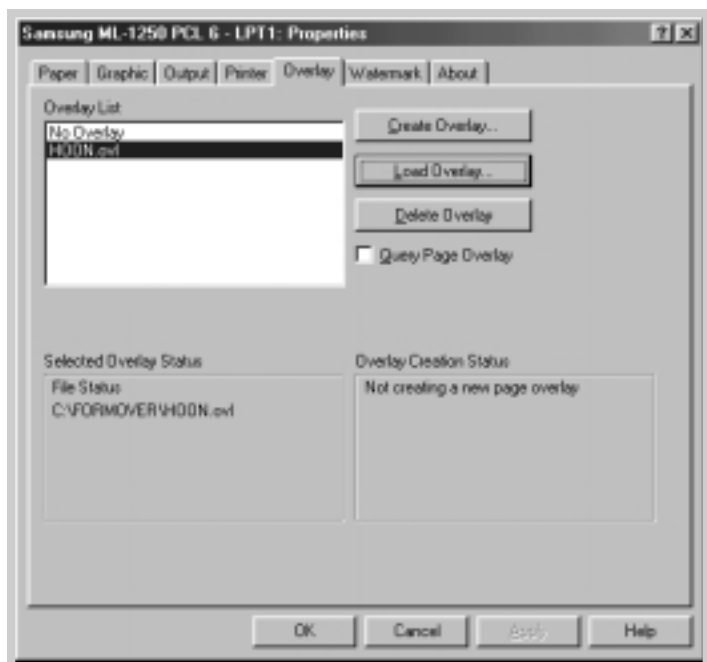 Samsung ML-1250 PCL 6 - LPT1: Properties
Paper Graphic Output Printer Overlay Watermark About
Overlay List
No Overlay
HOON.ovl
Create Overlay...
Load Overlay...
Delete Overlay
Query Page Overlay
Selected Overlay Status
File Status
C:\FORMOVER\HOON.ovl
Overlay Creation Status
Not creating a new page overlay
OK Cancel Apply Help